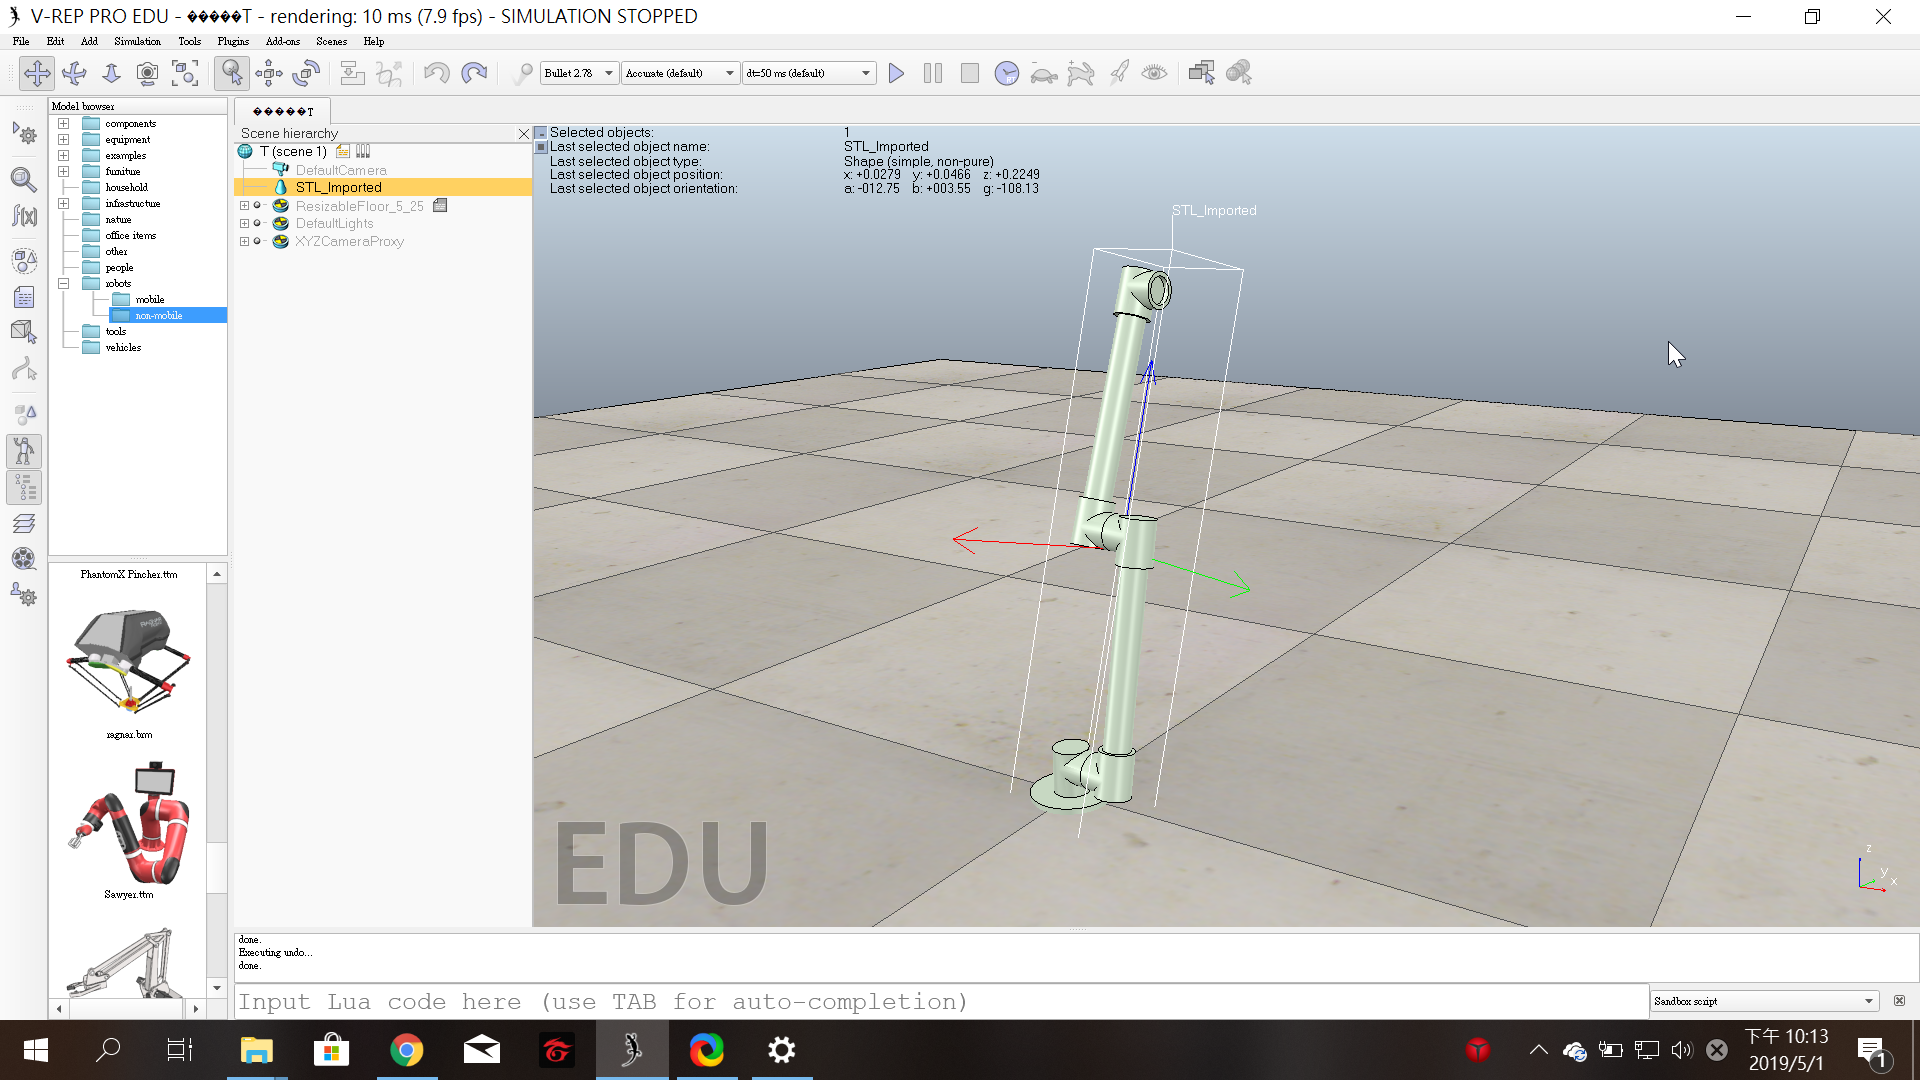 V-REP PRO EDU - �����T - rendering: 10 ms (7.9 fps) - SIMULATION STOPPED
File Edit Add Simulation Tools Plugins Add-ons Scenes Help
Bullet 2.78 Accurate (default) dt=50 ms (default)
Model browser
components
equipment
examples
furniture
household
infrastructure
nature
office items
other
people
robots
mobile
non-mobile
tools
vehicles
PhantomX Pincher.ttm
ragnar.brm
Sawyer.ttm
�����T
Scene hierarchy
T (scene 1)
DefaultCamera
STL_Imported
ResizableFloor_5_25
DefaultLights
XYZCameraProxy
Selected objects: 1
Last selected object name: STL_Imported
Last selected object type: Shape (simple, non-pure)
Last selected object position: x: +0.0279 y: +0.0466 z: +0.2249
Last selected object orientation: a: -012.75 b: +003.55 g: -108.13
STL_Imported
EDU
z
y
x
done.
Executing undo...
done.
Input Lua code here (use TAB for auto-completion)
Sandbox script
下午 10:13
2019/5/1
1